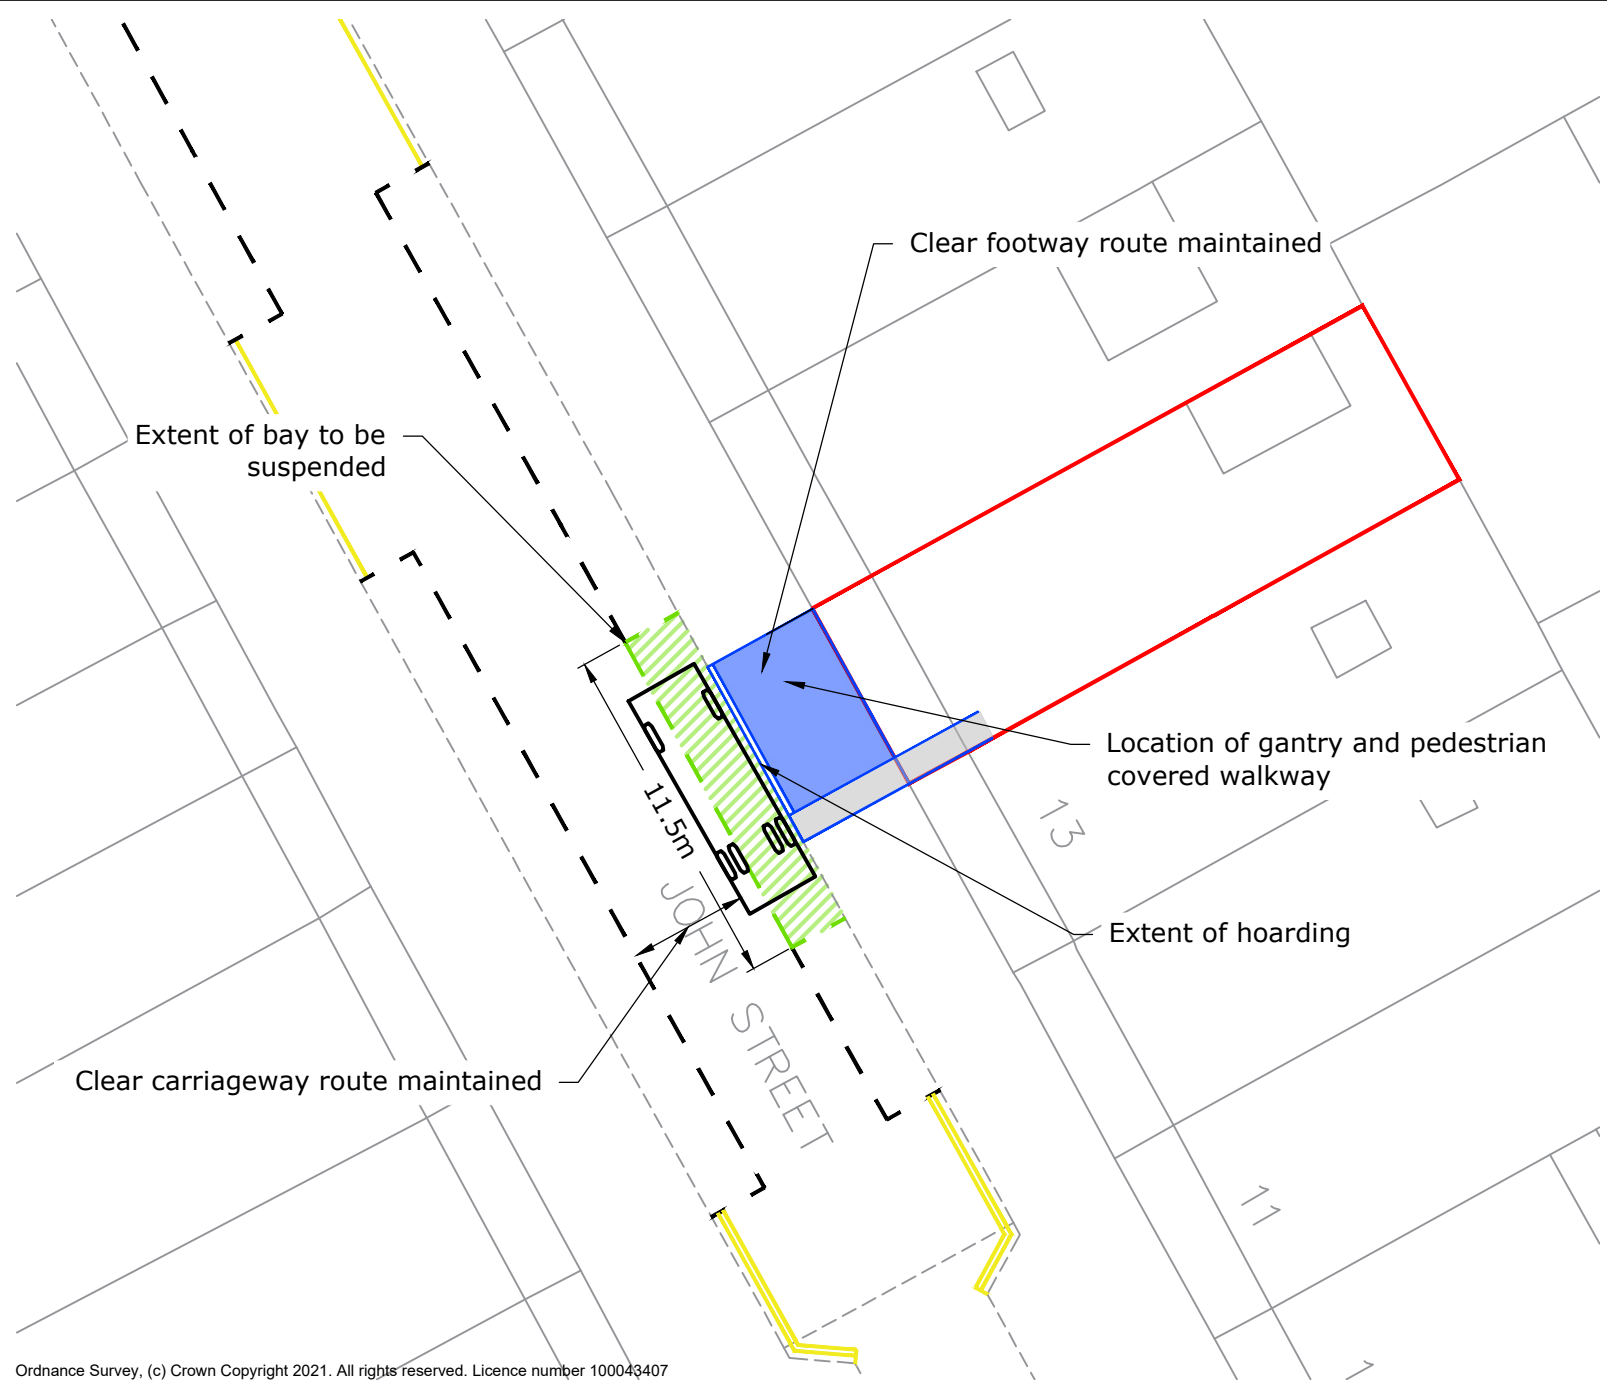 Clear footway route maintained
Extent of bay to be
suspended
Location of gantry and pedestrian
covered walkway
11.5m
13
JOHN STREET
Extent of hoarding
Clear carriageway route maintained
11
1
Ordnance Survey, (c) Crown Copyright 2021. All rights reserved. Licence number 100043407